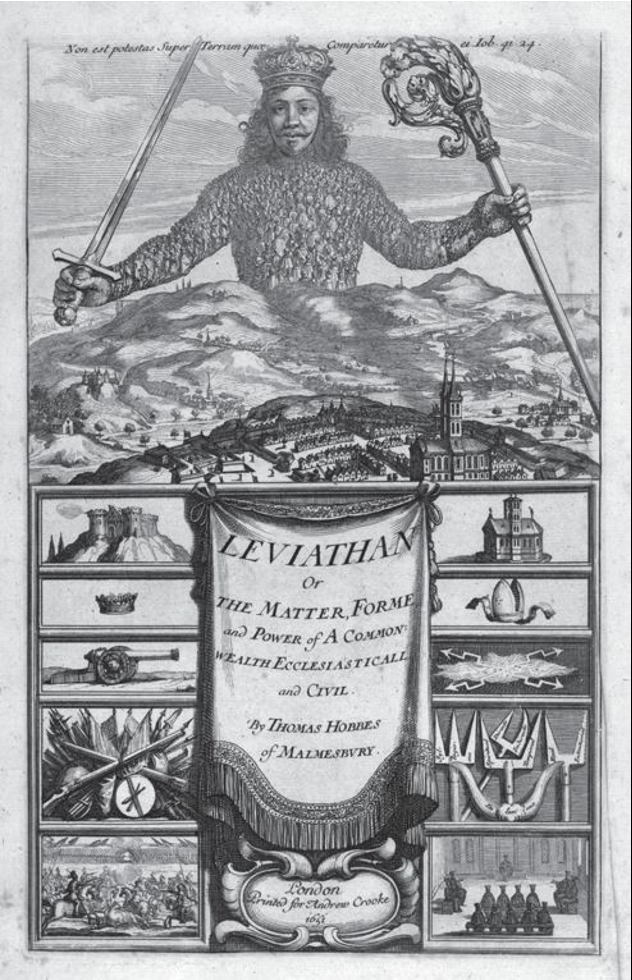 Non est potestas Super Terram quæ Comparetur ei Iob. 41. 24.
LEVIATHAN
Or
THE MATTER, FORME
and POWER of A COMMON-
WEALTH ECCLESIASTICALL
and CIVIL.
By THOMAS HOBBES
of MALMESBURY.
London
Printed for Andrew Crooke
1651